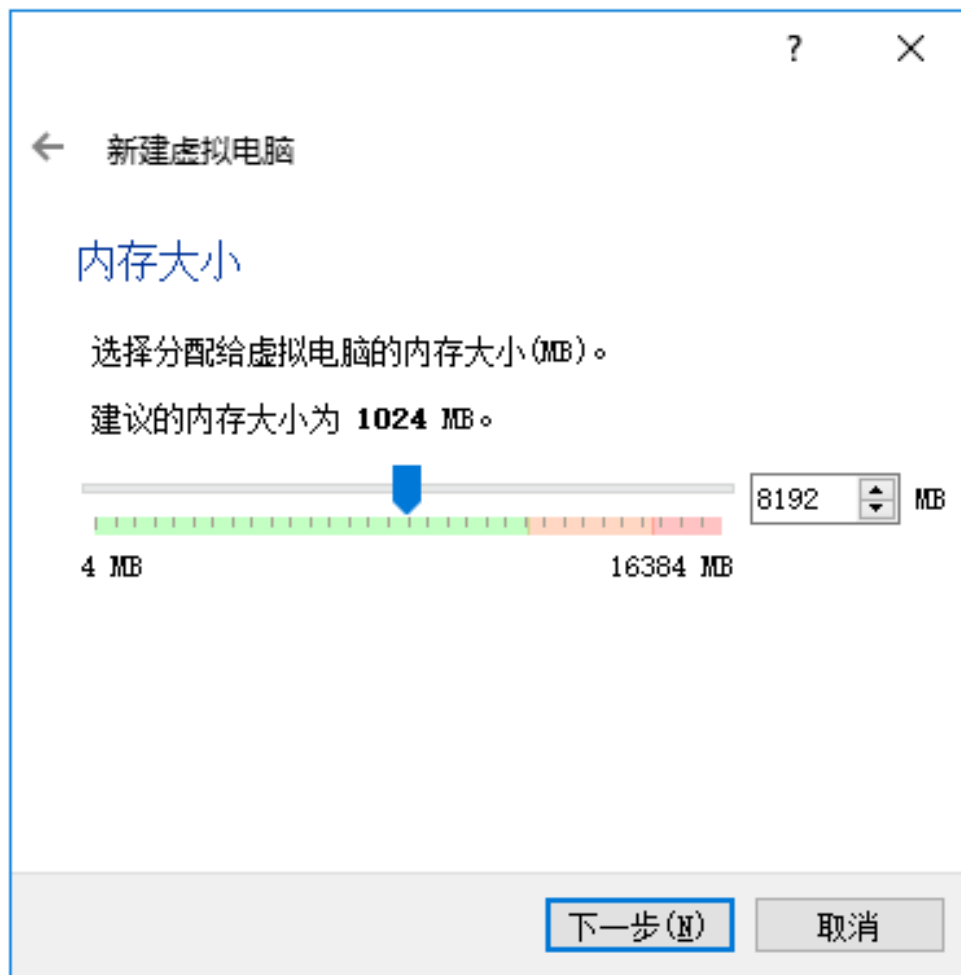 ?
新建虚拟电脑
内存大小
选择分配给虚拟电脑的内存大小(MB)。
建议的内存大小为 1024 MB。
8192 MB
4 MB 16384 MB
下一步(N) 取消